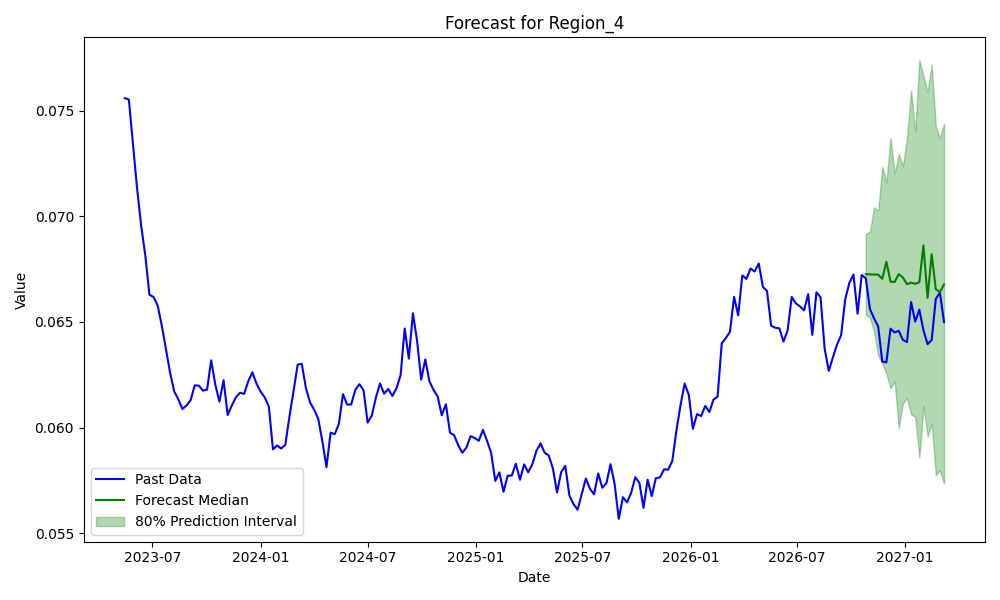 Forecast for Region_4
Value
0.075
0.070
0.065
0.060
0.055
Past Data
Forecast Median
80% Prediction Interval
2023-07
2024-01
2024-07
2025-01
2025-07
2026-01
2026-07
2027-01
Date